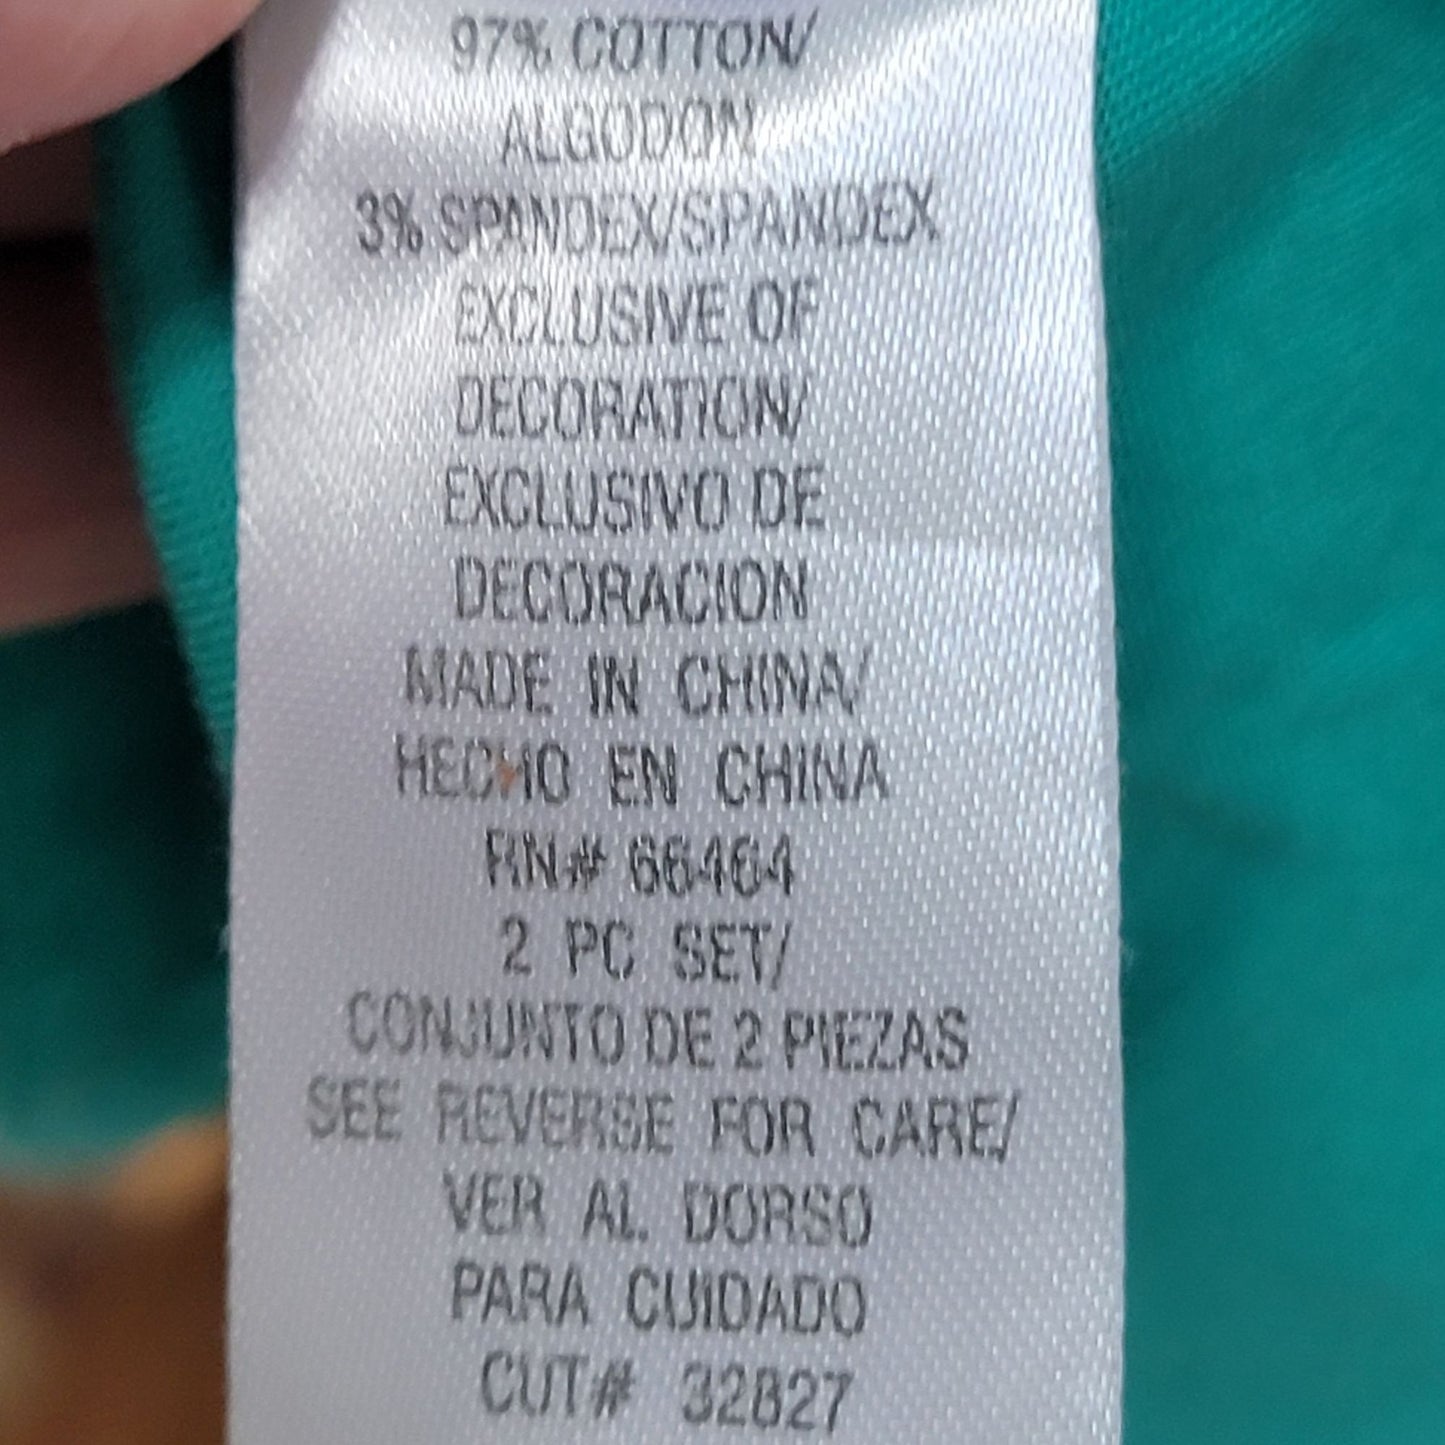 97% COTTON/
ALGODON
3% SPANDEX/SPANDEX
EXCLUSIVE OF
DECORATION/
EXCLUSIVO DE
DECORACION
MADE IN CHINA/
HECHO EN CHINA
RN# 66464
2 PC SET/
CONJUNTO DE 2 PIEZAS
SEE REVERSE FOR CARE/
VER AL DORSO
PARA CUIDADO
CUT# 32827